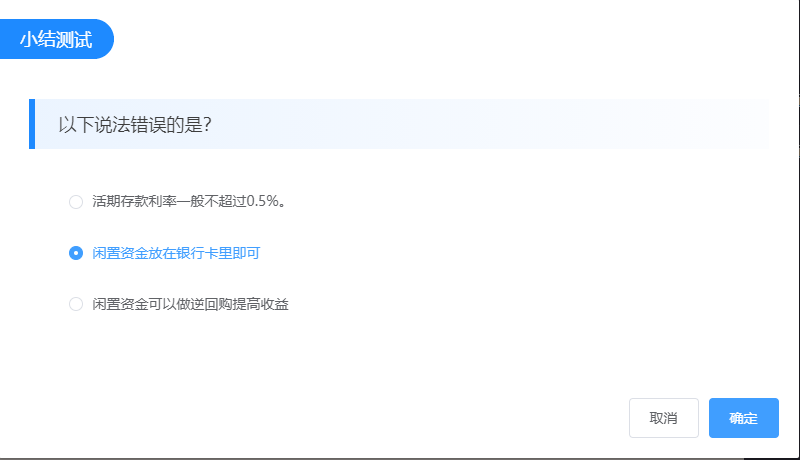 小结测试
以下说法错误的是?
活期存款利率一般不超过0.5%。
闲置资金放在银行卡里即可
闲置资金可以做逆回购提高收益
取消
确定